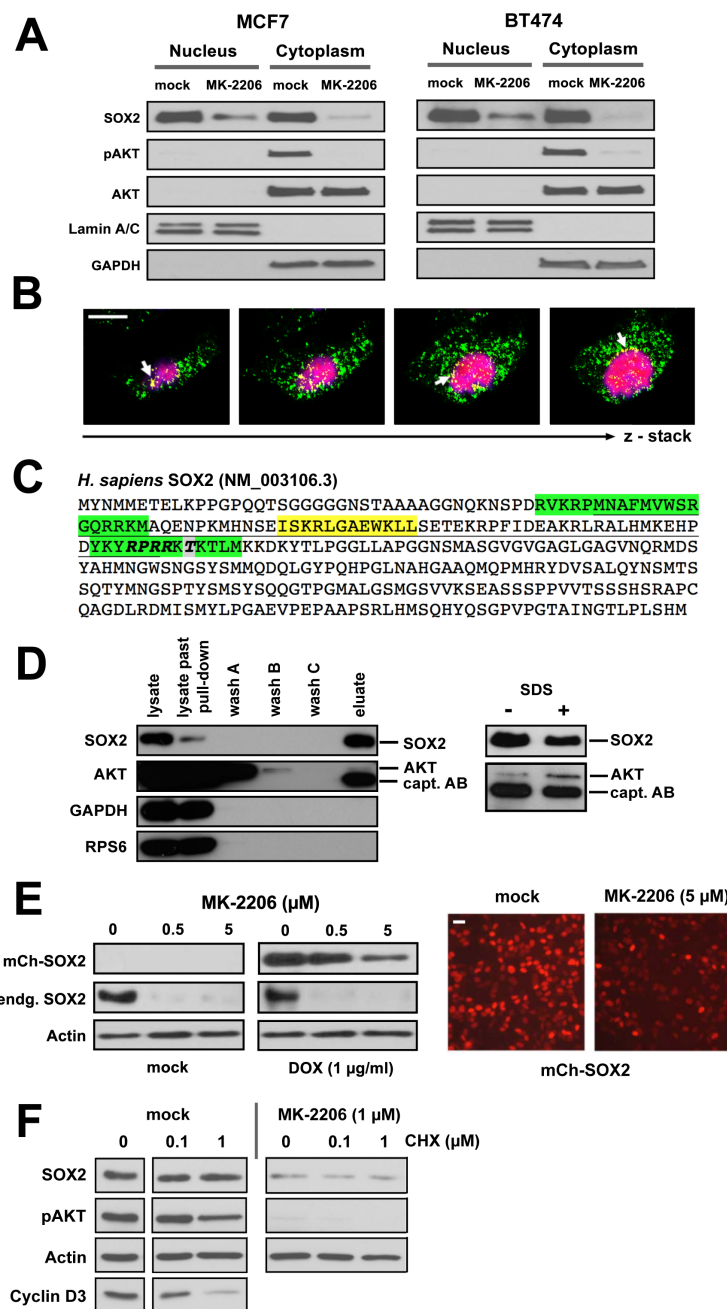 A
MCF7
BT474
Nucleus Cytoplasm
Nucleus Cytoplasm
mock MK-2206 mock MK-2206
mock MK-2206 mock MK-2206
SOX2
pAKT
AKT
Lamin A/C
GAPDH
B
z - stack
C
H. sapiens SOX2 (NM_003106.3)
MYNMMETELKPPGPQQTSGGGGGNSTAAAAGGNQKNSPDRVKRPMNAFMVWSR
GQRRKMAQENPKMHNSEISKRLGAEWKLLSETEKRPFIDEAKRLRALHMKEHP
DYKYRPRRKTKTLMKKDKYTLPGGLLAPGGNSMASGVGVGAGLGAGVNQRMDS
YAHMNGWSNGSYSMMQDQLGYPQHPGLNAHGAAQMQPMHRYDVSALQYNSMTS
SQTYMNGSPTYSMSYSQQGTPGMALGSMGSVVKSEASSSPPVVTSSSHSRAPC
QAGDLRDMISMYLPGAEVPEPAAPSRLHMSQHYQSGPVPGTAINGTLPLSHM
D
lysate
lysate past
pull-down
wash A
wash B
wash C
eluate
SOX2
SOX2
AKT
AKT
capt. AB
GAPDH
RPS6
SDS
- +
SOX2
AKT
capt. AB
E
MK-2206 (µM)
0 0.5 5
0 0.5 5
mCh-SOX2
endg. SOX2
Actin
mock
DOX (1 µg/ml)
mock
MK-2206 (5 µM)
mCh-SOX2
F
mock
MK-2206 (1 µM)
0 0.1 1
0 0.1 1 CHX (µM)
SOX2
pAKT
Actin
Cyclin D3